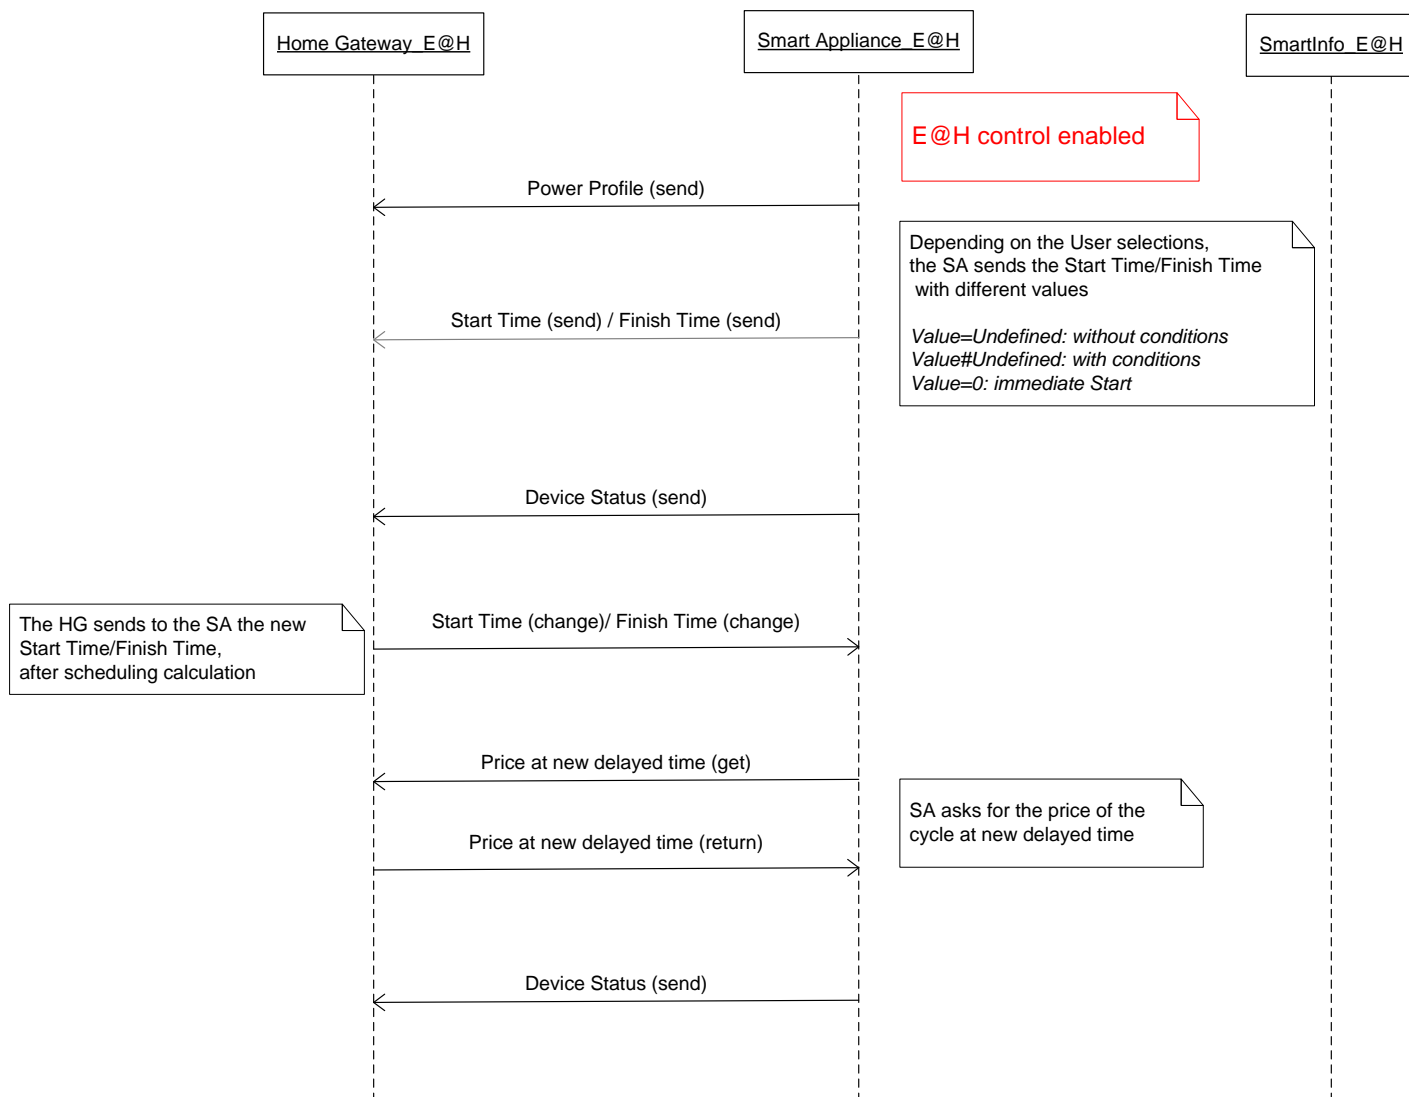 Home Gateway_E@H
Smart Appliance_E@H
SmartInfo_E@H
E@H control enabled
Power Profile (send)
Depending on the User selections,
the SA sends the Start Time/Finish Time
with different values
Value=Undefined: without conditions
Value#Undefined: with conditions
Value=0: immediate Start
Start Time (send) / Finish Time (send)
Device Status (send)
The HG sends to the SA the new
Start Time/Finish Time,
after scheduling calculation
Start Time (change)/ Finish Time (change)
Price at new delayed time (get)
SA asks for the price of the
cycle at new delayed time
Price at new delayed time (return)
Device Status (send)